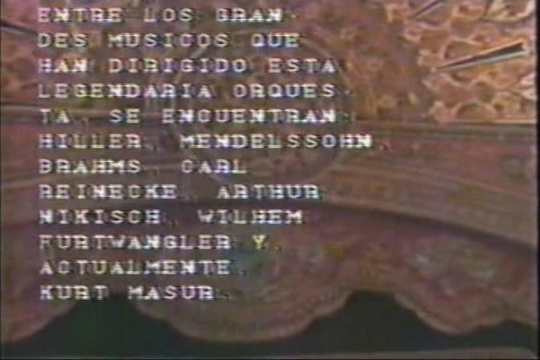 ENTRE LOS GRAN-
DES MUSICOS QUE
HAN DIRIGIDO ESTA
LEGENDARIA ORQUES-
TA, SE ENCUENTRAN
HILLER, MENDELSSOHN,
BRAHMS, CARL
REINECKE, ARTHUR
NIKISCH, WILHEM
FURTWANGLER Y,
ACTUALMENTE,
KURT MASUR.